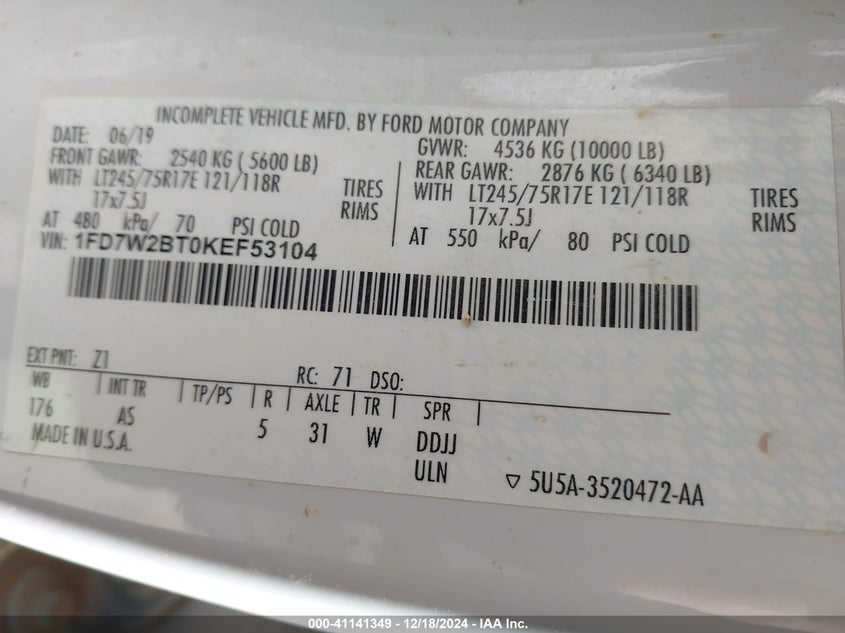 INCOMPLETE VEHICLE MFD. BY FORD MOTOR COMPANY
DATE: 06/19
FRONT GAWR: 2540 KG ( 5600 LB)
WITH LT245/75R17E 121/118R TIRES
17x7.5J RIMS
AT 480 kPa/ 70 PSI COLD
GVWR: 4536 KG (10000 LB)
REAR GAWR: 2876 KG ( 6340 LB)
WITH LT245/75R17E 121/118R TIRES
17x7.5J RIMS
AT 550 kPa/ 80 PSI COLD
VIN: 1FD7W2BT0KEF53104
EXT PNT: Z1 RC: 71 DSO:
WB INT TR TP/PS R AXLE TR SPR
176 AS 5 31 W DDJJ
MADE IN U.S.A. ULN
▽ 5U5A-3520472-AA
000-41141349 - 12/18/2024 - IAA Inc.